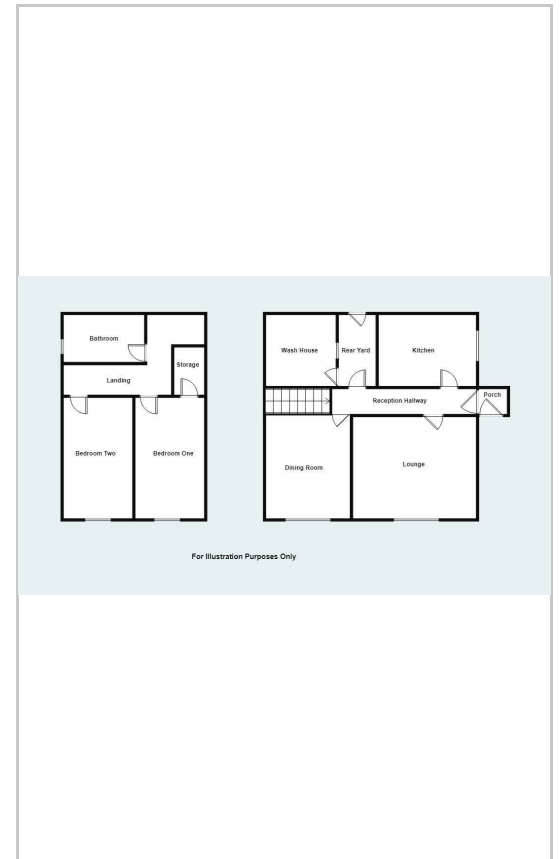 Bathroom
Storage
Landing
Bedroom Two
Bedroom One
Wash House
Rear Yard
Kitchen
Porch
Reception Hallway
Dining Room
Lounge
For Illustration Purposes Only